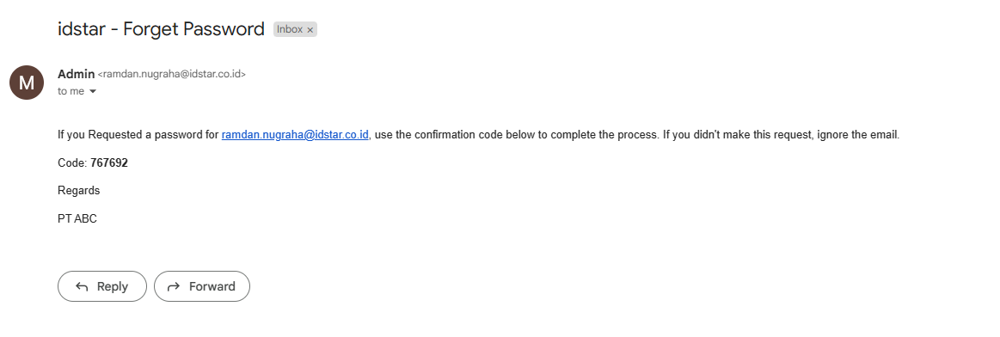 idstar - Forget Password Inbox ×
M
Admin <ramdan.nugraha@idstar.co.id>
to me
If you Requested a password for ramdan.nugraha@idstar.co.id, use the confirmation code below to complete the process. If you didn't make this request, ignore the email.
Code: 767692
Regards
PT ABC
Reply Forward